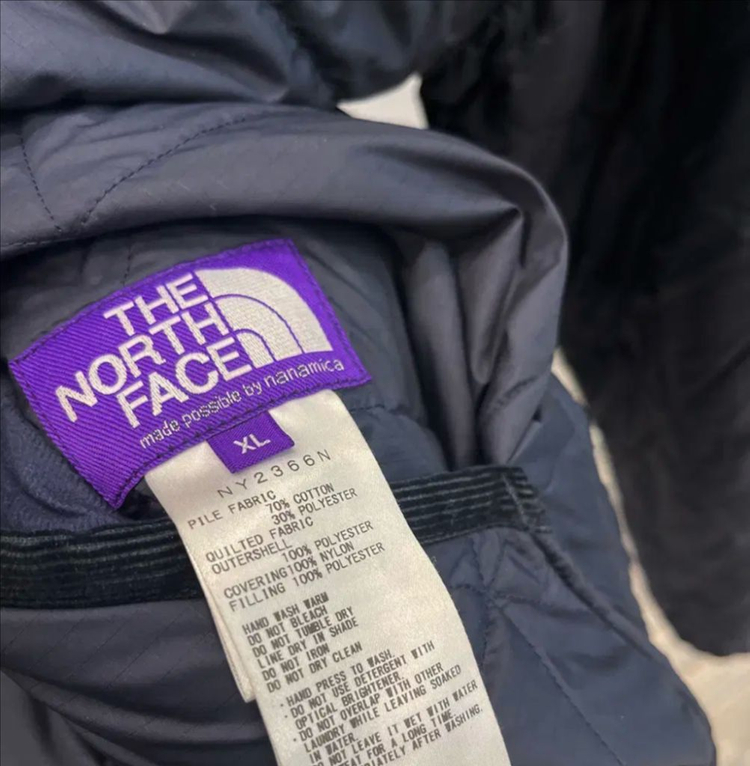 THE
NORTH
FACE
made possible by nanamica
XL
NY2366N
PILE FABRIC
70% COTTON
30% POLYESTER
QUILTED FABRIC
OUTERSHELL
100% POLYESTER
COVERING 100% NYLON
FILLING 100% POLYESTER
HAND WASH WARM
DO NOT BLEACH
DO NOT TUMBLE DRY
LINE DRY IN SHADE
DO NOT IRON
DO NOT DRY CLEAN
・HAND PRESS TO WASH.
・DO NOT USE DETERGENT WITH
OPTICAL BRIGHTENER.
・DO NOT OVERLAP WITH OTHER
LAUNDRY WHILE LEAVING SOAKED
IN WATER.
NOT LEAVE IT WET WITH WATER
FOR A LONG TIME.
AFTER WASHING.